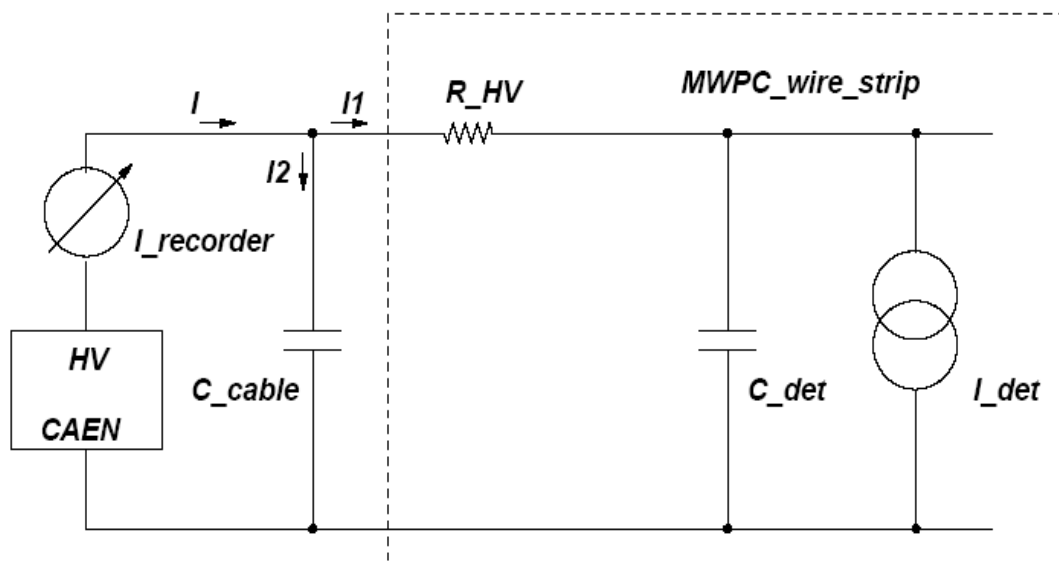 R_HV
MWPC_wire_strip
I
I1
I2
I_recorder
HV
CAEN
C_cable
C_det
I_det